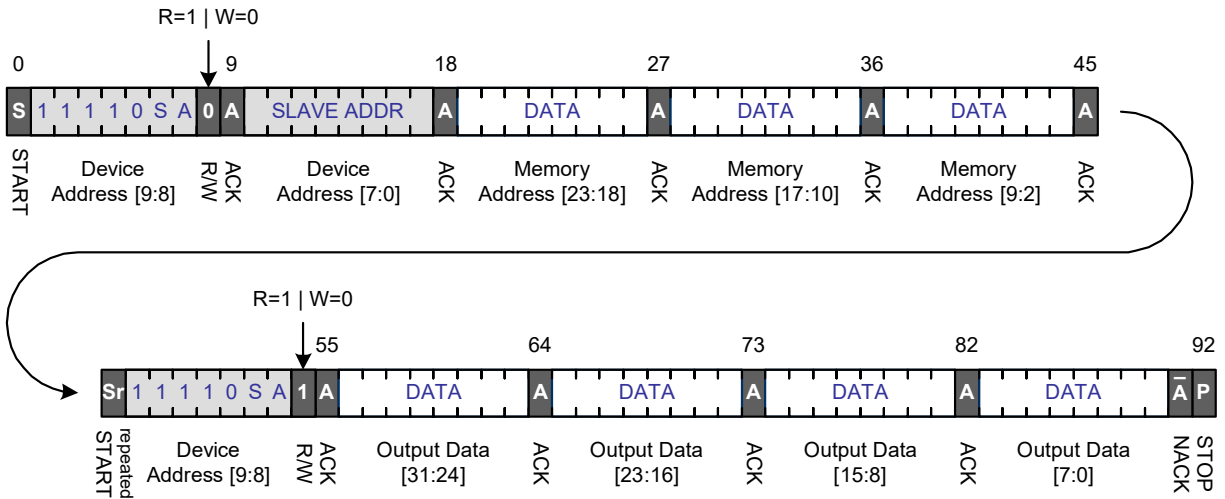 R=1 | W=0
0 9 18 27 36 45
S 1 1 1 1 0 S A 0 A SLAVE ADDR A DATA A DATA A DATA A
START
Device
Address [9:8]
R/W
ACK
Device
Address [7:0]
ACK
Memory
Address [23:18]
ACK
Memory
Address [17:10]
ACK
Memory
Address [9:2]
ACK
R=1 | W=0
55 64 73 82 92
Sr 1 1 1 1 0 S A 1 A DATA A DATA A DATA A DATA A̅ P
repeated
START
Device
Address [9:8]
R/W
ACK
Output Data
[31:24]
ACK
Output Data
[23:16]
ACK
Output Data
[15:8]
ACK
Output Data
[7:0]
NACK
STOP